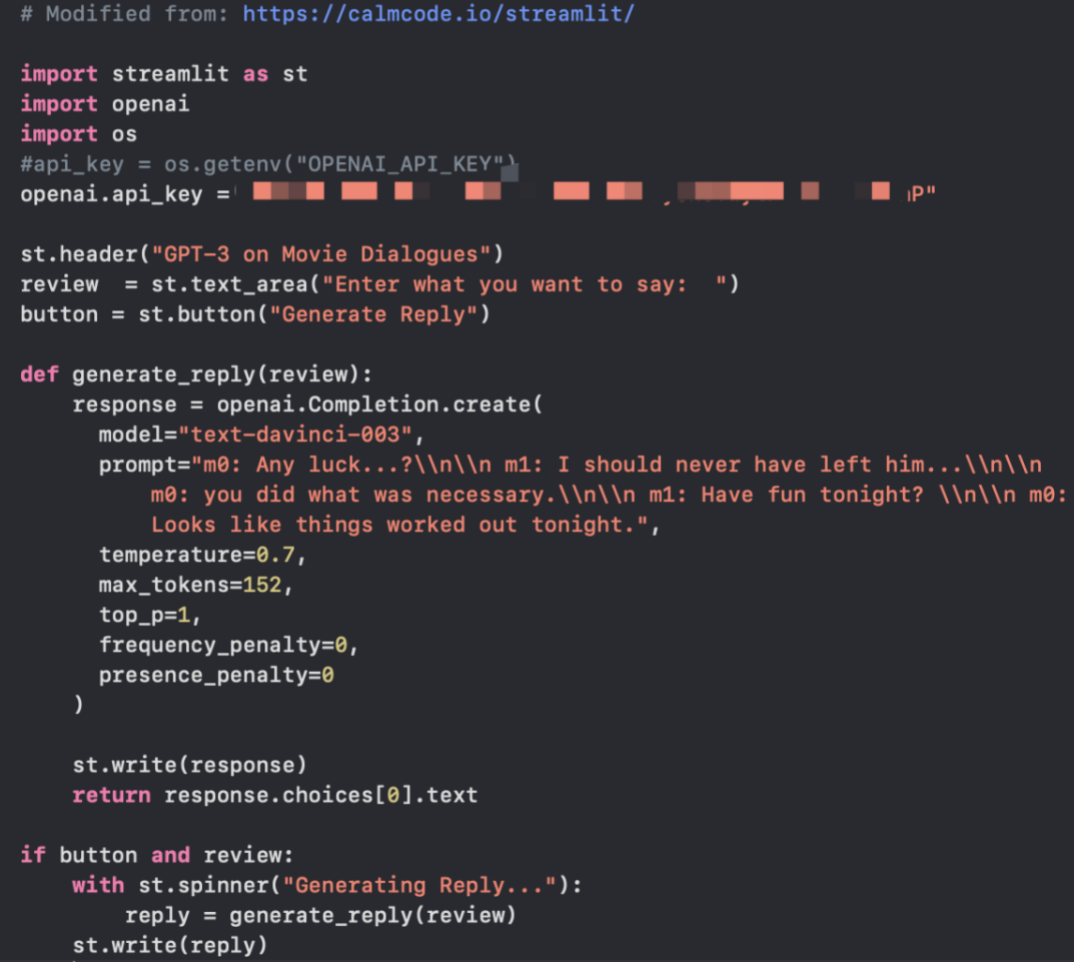 # Modified from: https://calmcode.io/streamlit/
import streamlit as st
import openai
import os
#api_key = os.getenv("OPENAI_API_KEY")
openai.api_key = P"
st.header("GPT-3 on Movie Dialogues")
review  = st.text_area("Enter what you want to say:  ")
button = st.button("Generate Reply")
def generate_reply(review):
    response = openai.Completion.create(
      model="text-davinci-003",
      prompt="m0: Any luck...?\\n\\n m1: I should never have left him...\\n\\n
          m0: you did what was necessary.\\n\\n m1: Have fun tonight? \\n\\n m0:
          Looks like things worked out tonight.",
      temperature=0.7,
      max_tokens=152,
      top_p=1,
      frequency_penalty=0,
      presence_penalty=0
    )
    st.write(response)
    return response.choices[0].text
if button and review:
    with st.spinner("Generating Reply..."):
        reply = generate_reply(review)
    st.write(reply)